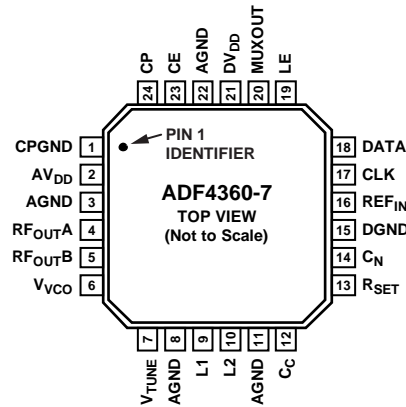 CP
CE
AGND
DVDD
MUXOUT
LE
24
23
22
21
20
19
CPGND 1
AVDD 2
AGND 3
RFOUTA 4
RFOUTB 5
VVCO 6
PIN 1
IDENTIFIER
ADF4360-7
TOP VIEW
(Not to Scale)
18 DATA
17 CLK
16 REFIN
15 DGND
14 CN
13 RSET
7
8
9
10
11
12
VTUNE
AGND
L1
L2
AGND
CC